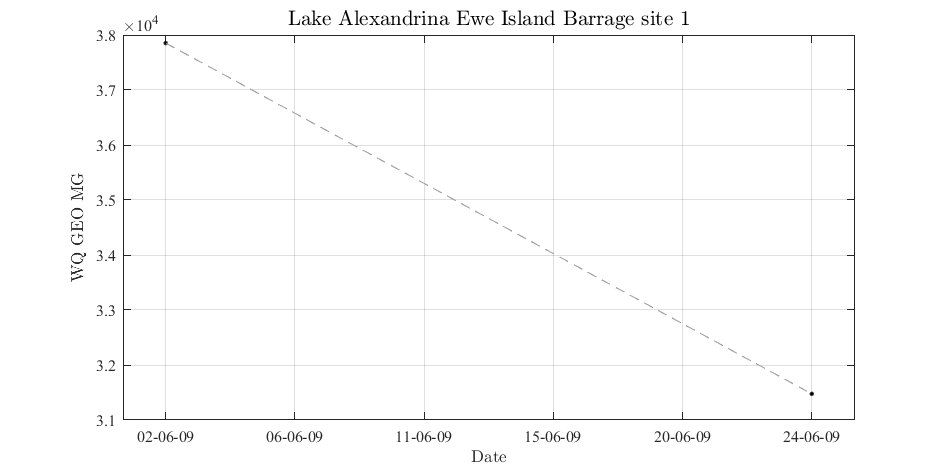 Lake Alexandrina Ewe Island Barrage site 1
×10⁴
3.8
3.7
3.6
3.5
3.4
3.3
3.2
3.1
WQ GEO MG
02-06-09 06-06-09 11-06-09 15-06-09 20-06-09 24-06-09
Date